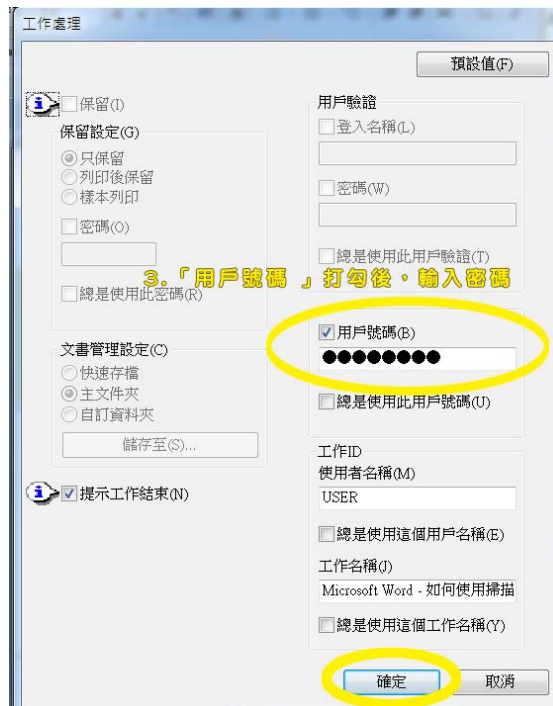 工作處理
預設值(F)
保留(I)
保留設定(G)
只保留
列印後保留
樣本列印
密碼(O)
總是使用此密碼(R)
文書管理設定(C)
快速存檔
主文件夾
自訂資料夾
儲存至(S)...
提示工作結束(N)
用戶驗證
登入名稱(L)
密碼(W)
總是使用此用戶驗證(T)
3.「用戶號碼 」打勾後,輸入密碼
用戶號碼(B)
●●●●●●●●
總是使用此用戶號碼(U)
工作ID
使用者名稱(M)
USER
總是使用這個用戶名稱(E)
工作名稱(J)
Microsoft Word - 如何使用掃描
總是使用這個工作名稱(Y)
確定
取消